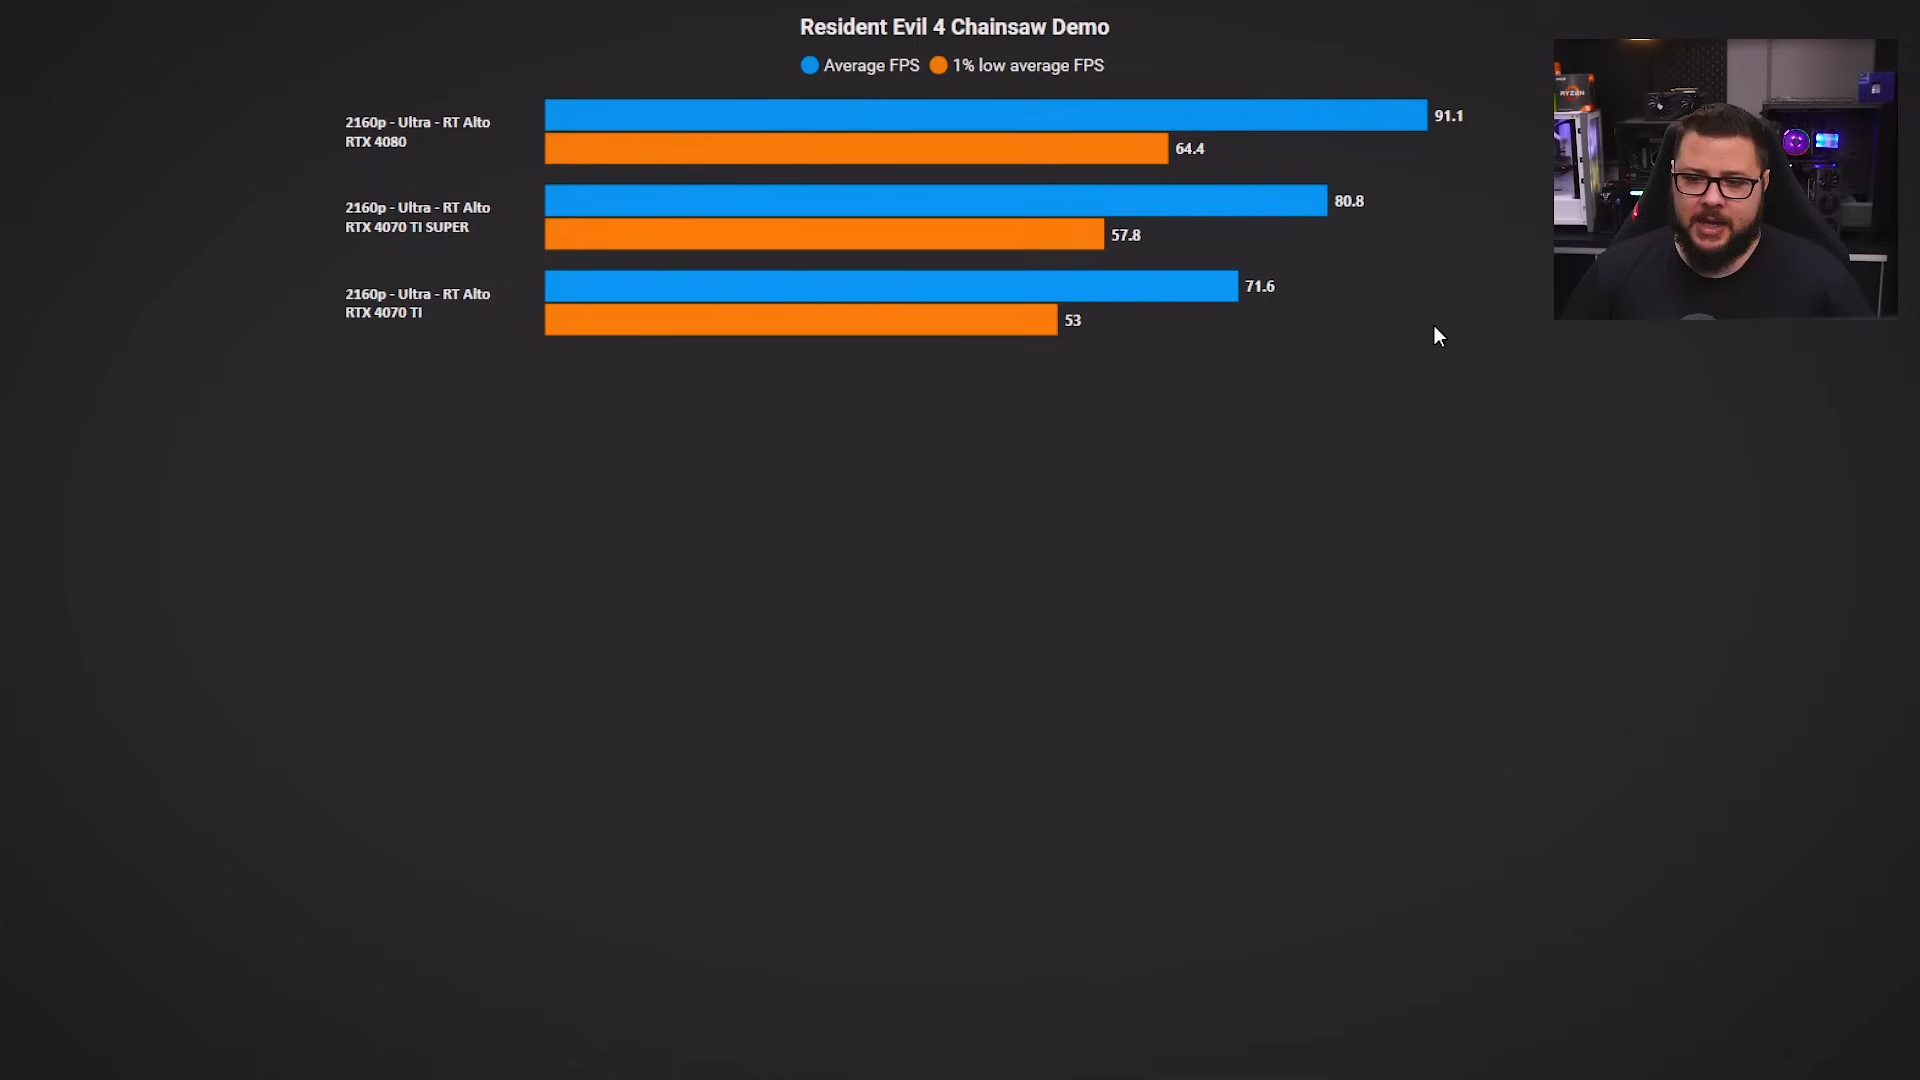 Resident Evil 4 Chainsaw Demo
Average FPS 1% low average FPS
2160p - Ultra - RT Alto
RTX 4080
91.1
64.4
2160p - Ultra - RT Alto
RTX 4070 TI SUPER
80.8
57.8
2160p - Ultra - RT Alto
RTX 4070 TI
71.6
53
RYZEN